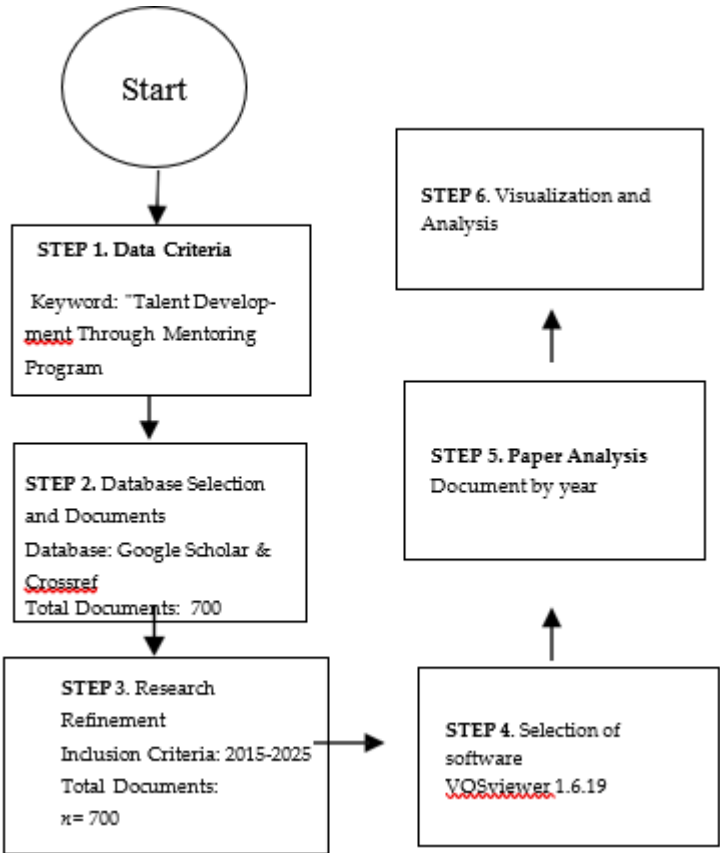 Start
STEP 1. Data Criteria
Keyword: "Talent Develop-
ment Through Mentoring
Program
STEP 2. Database Selection
and Documents
Database: Google Scholar &
Crossref
Total Documents: 700
STEP 3. Research
Refinement
Inclusion Criteria: 2015-2025
Total Documents:
n= 700
STEP 4. Selection of
software
VOSviewer 1.6.19
STEP 5. Paper Analysis
Document by year
STEP 6. Visualization and
Analysis